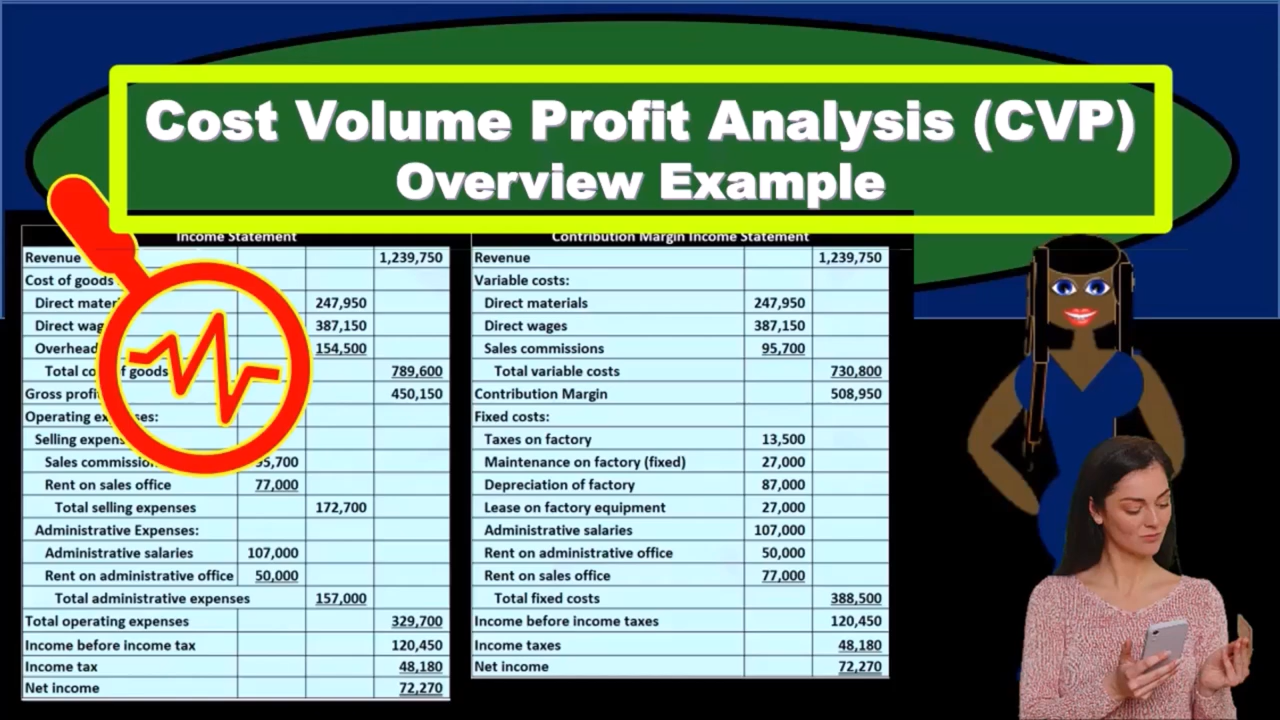 Cost Volume Profit Analysis (CVP)
Overview Example
Income Statement
Revenue 1,239,750
Cost of goods
Direct mater 247,950
Direct wag 387,150
Overhead 154,500
Total co f goods 789,600
Gross profi 450,150
Operating ex ses:
Selling expens
Sales commissio 95,700
Rent on sales office 77,000
Total selling expenses 172,700
Administrative Expenses:
Administrative salaries 107,000
Rent on administrative office 50,000
Total administrative expenses 157,000
Total operating expenses 329,700
Income before income tax 120,450
Income tax 48,180
Net income 72,270
Contribution Margin Income Statement
Revenue 1,239,750
Variable costs:
Direct materials 247,950
Direct wages 387,150
Sales commissions 95,700
Total variable costs 730,800
Contribution Margin 508,950
Fixed costs:
Taxes on factory 13,500
Maintenance on factory (fixed) 27,000
Depreciation of factory 87,000
Lease on factory equipment 27,000
Administrative salaries 107,000
Rent on administrative office 50,000
Rent on sales office 77,000
Total fixed costs 388,500
Income before income taxes 120,450
Income taxes 48,180
Net income 72,270